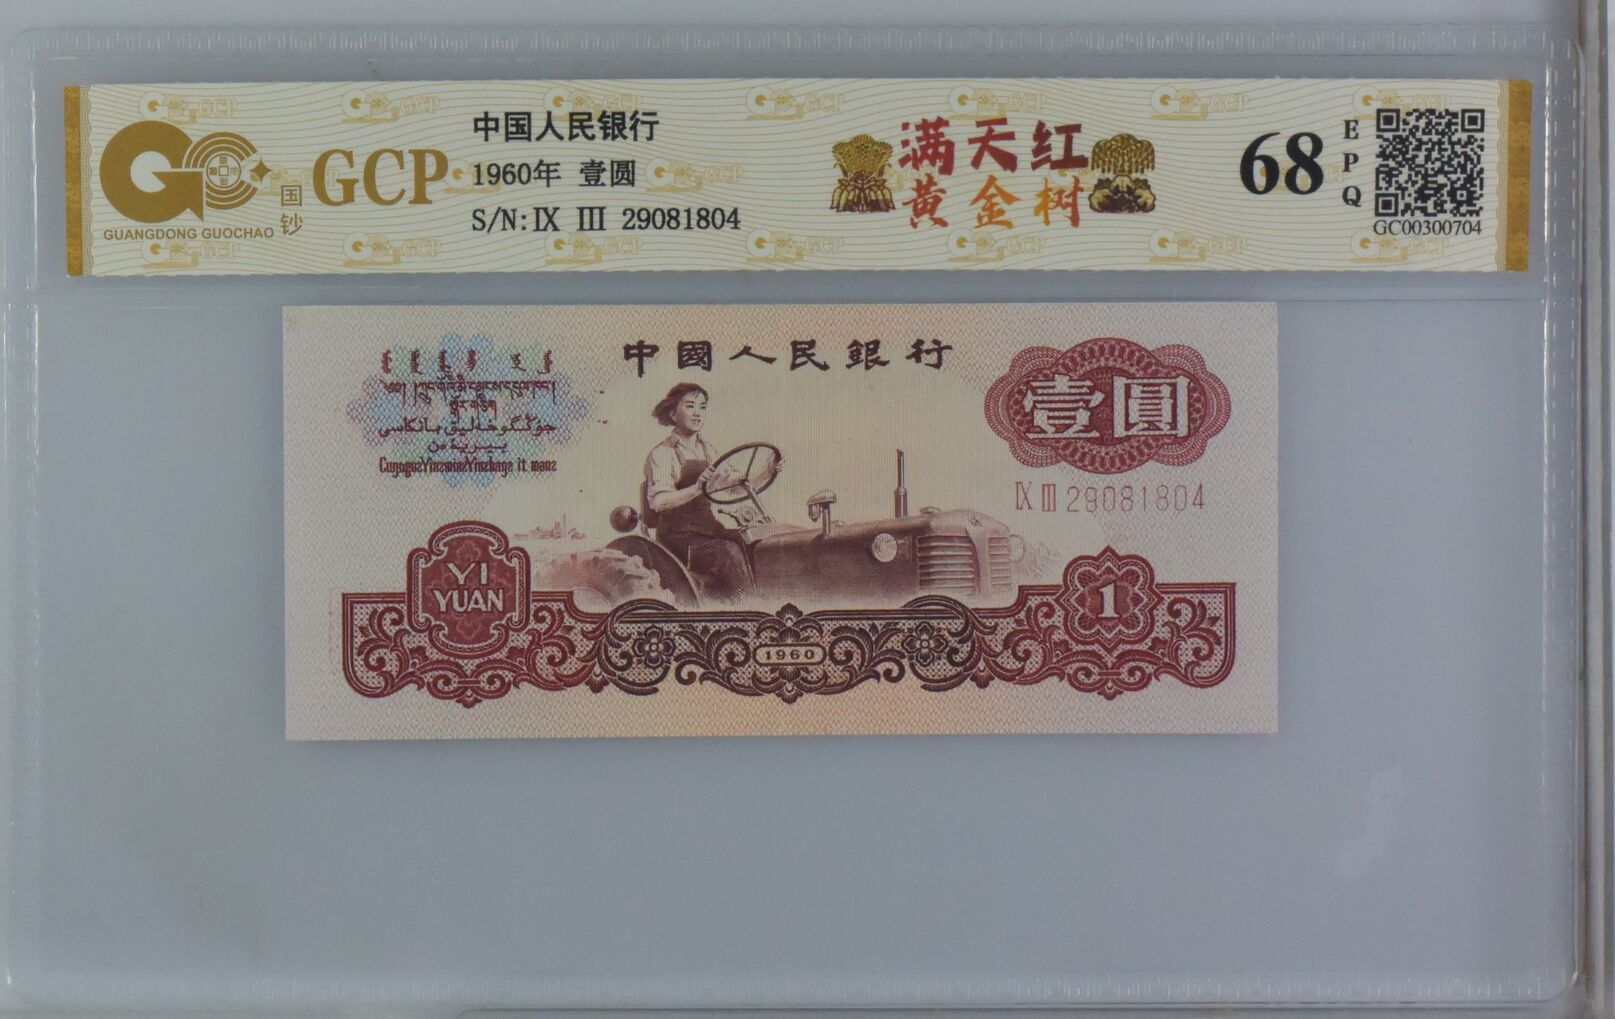 GCP
国钞
GUANGDONG GUOCHAO
中国人民银行
1960年 壹圆
S/N: IX III 29081804
满天红
黄金树
68
EPQ
GC00300704
中國人民銀行
壹圓
IX III 29081804
YI
YUAN
1960
1